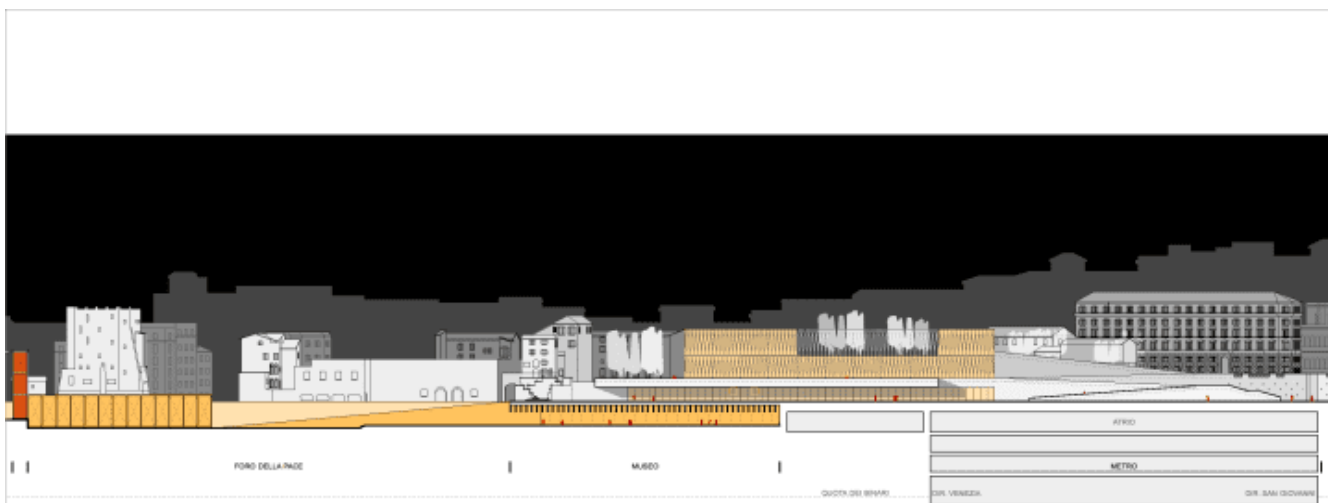 ATRIO
FORO DELLA PACE
MUSEO
METRO
QUOTA DEI BINARI
DIR. VENEZIA
DIR. SAN GIOVANNI